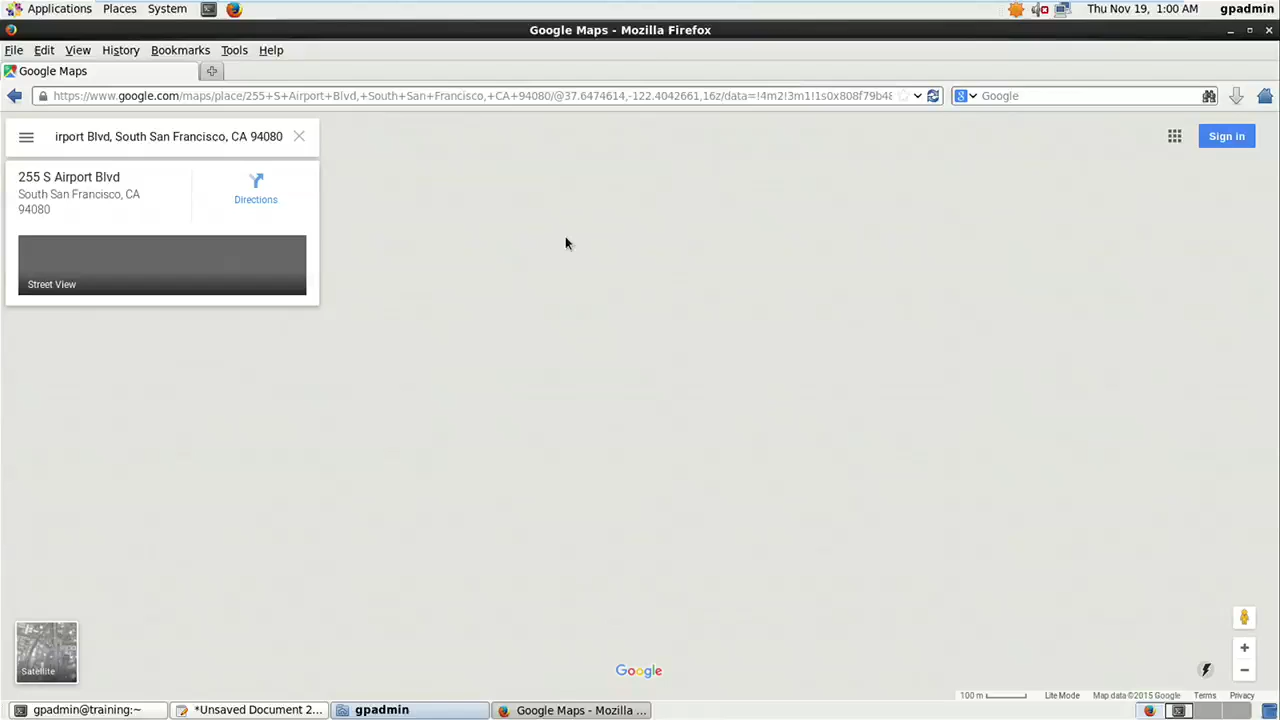 Applications Places System
Thu Nov 19, 1:00 AM gpadmin
Google Maps - Mozilla Firefox
File Edit View History Bookmarks Tools Help
Google Maps
https://www.google.com/maps/place/255+S+Airport+Blvd,+South+San+Francisco,+CA+94080/@37.6474614,-122.4042661,16z/data=!4m2!3m1!1s0x808f79b48
Google
irport Blvd, South San Francisco, CA 94080
Sign in
255 S Airport Blvd
South San Francisco, CA
94080
Directions
Street View
Satellite
Google
100 m
Lite Mode
Map data ©2015 Google
Terms
Privacy
gpadmin@training:~
*Unsaved Document 2...
gpadmin
Google Maps - Mozilla ...